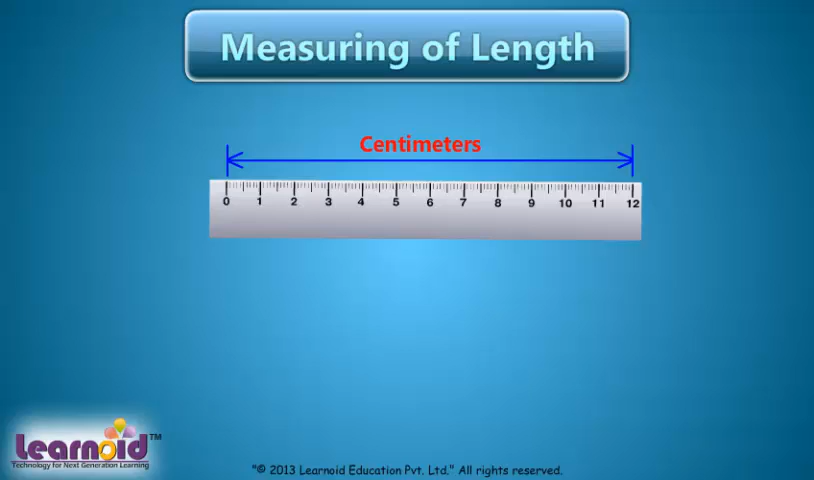 Measuring of Length
Centimeters
0 1 2 3 4 5 6 7 8 9 10 11 12
Learnoid™
Technology for Next Generation Learning
"© 2013 Learnoid Education Pvt. Ltd." All rights reserved.